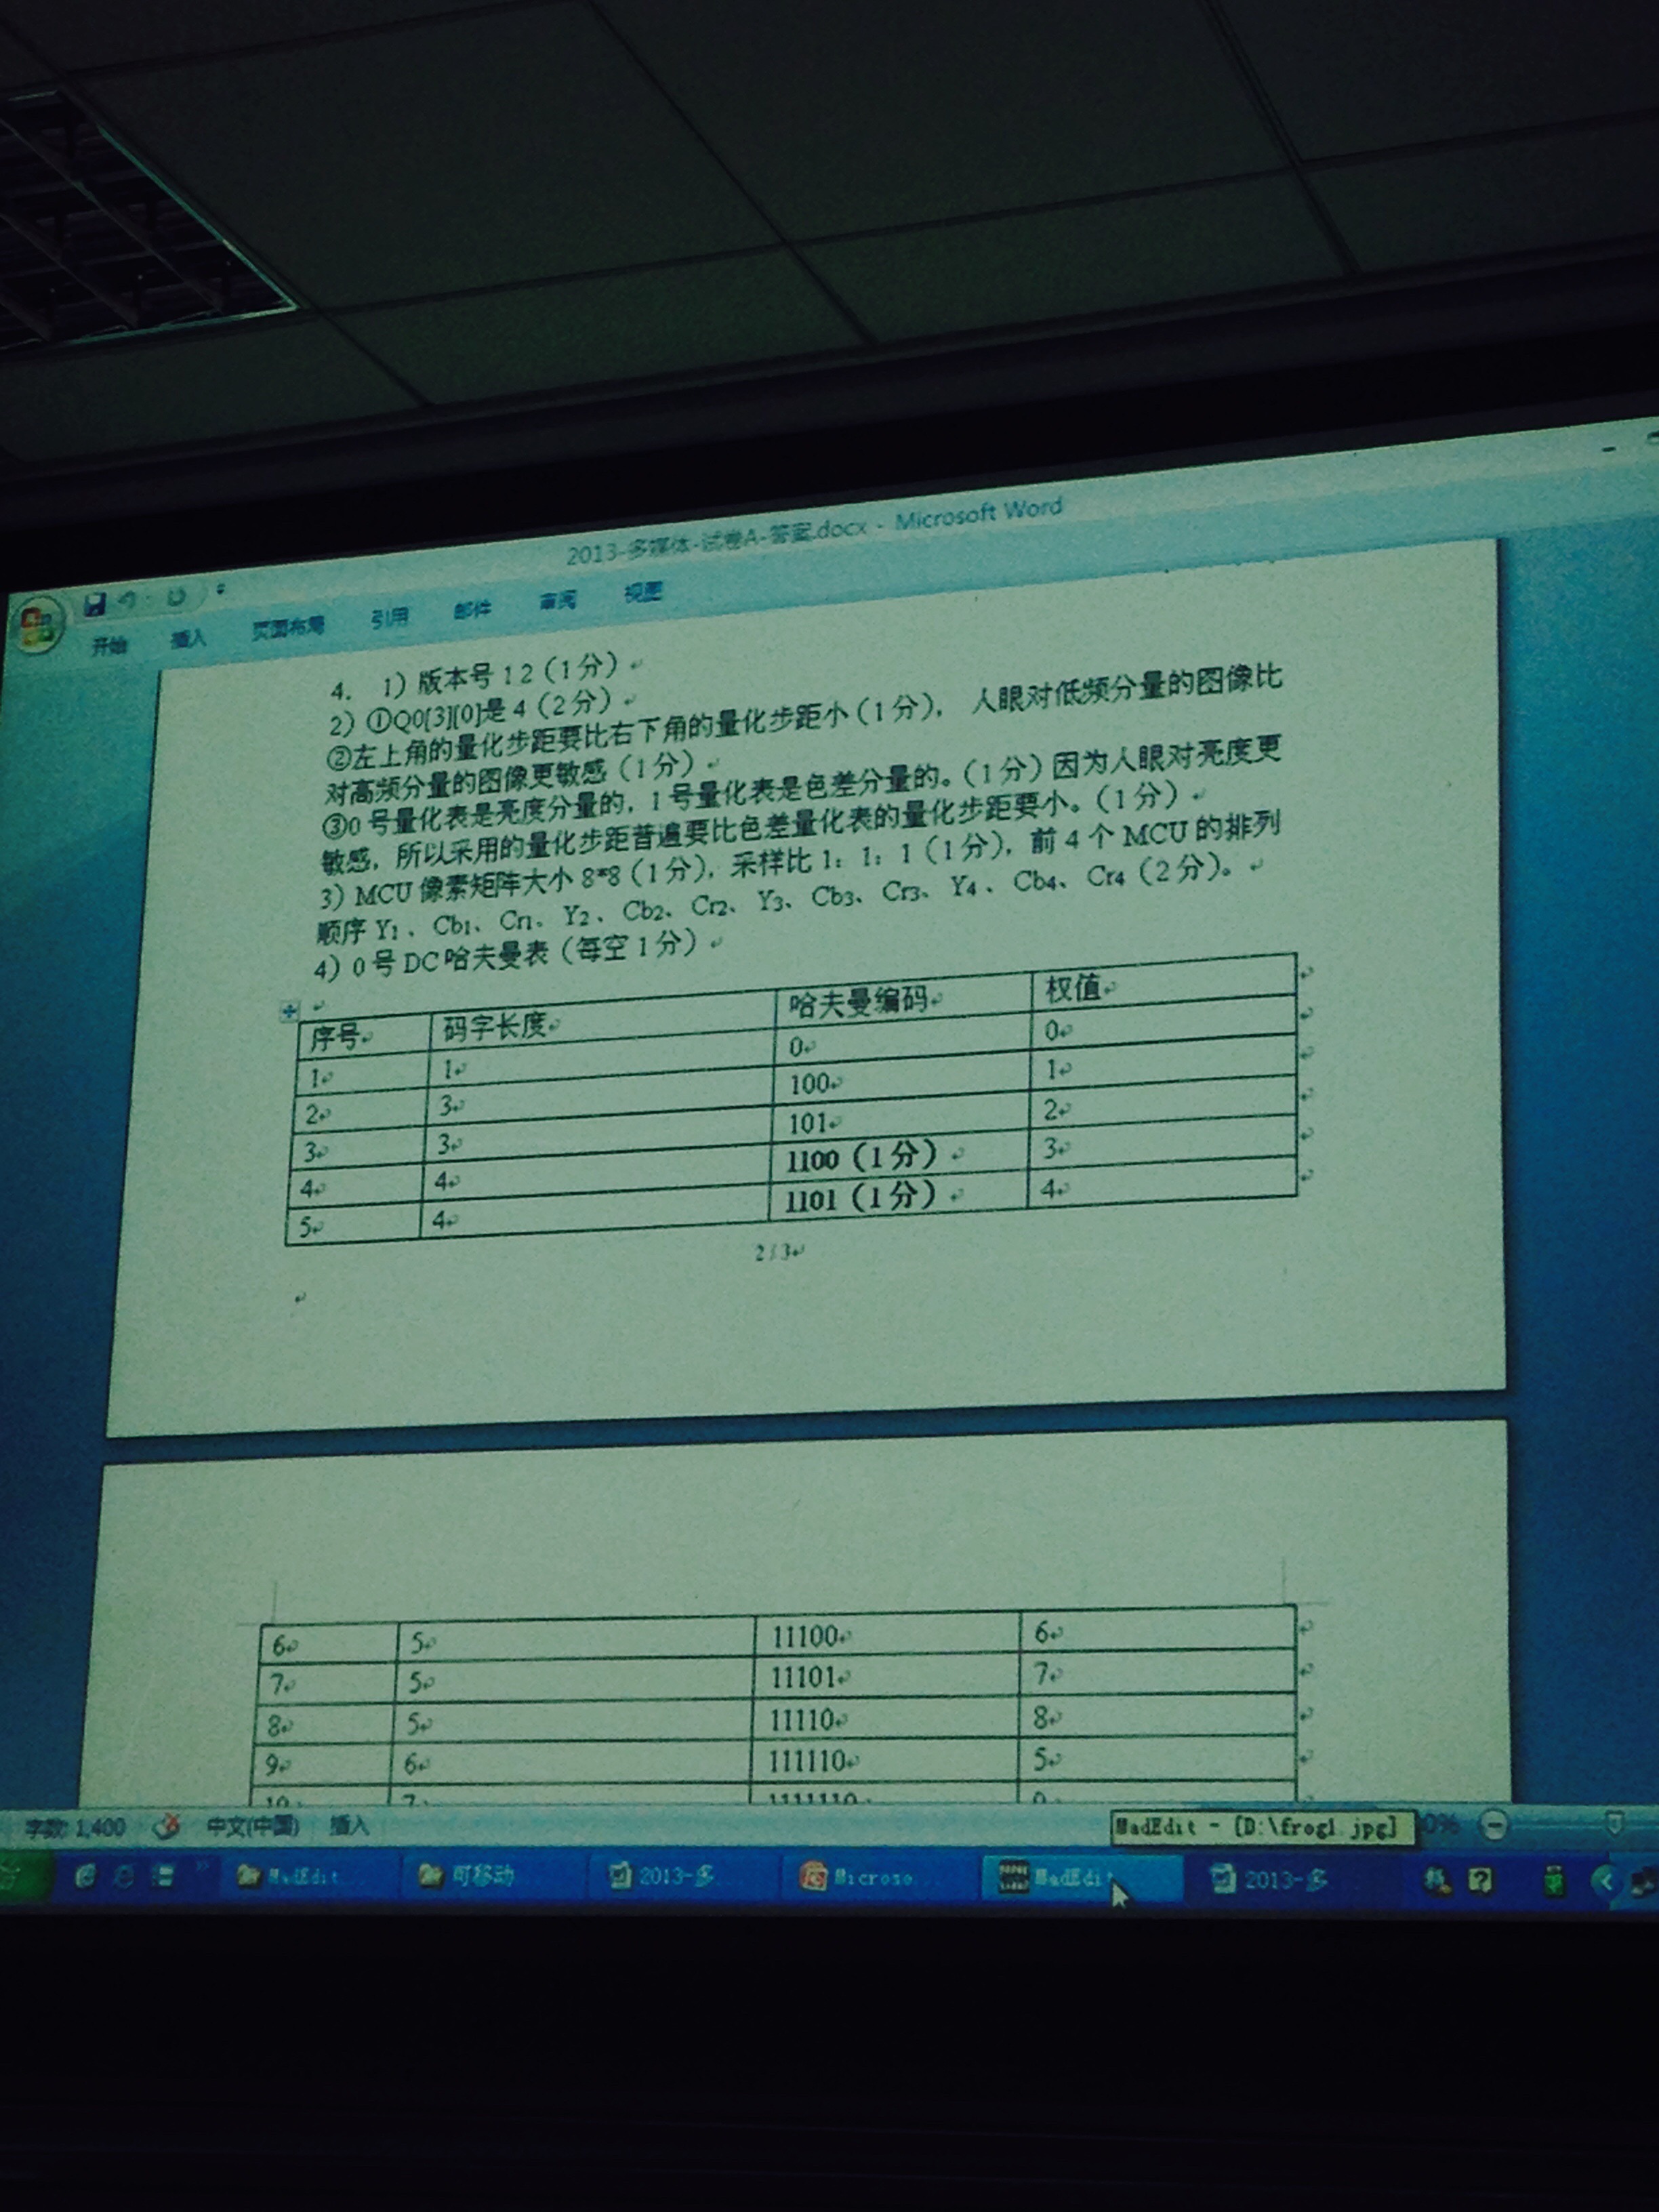 2013-多媒体-试卷A-答案.docx - Microsoft Word
开始 插入 页面布局 引用 邮件 审阅 视图
4. 1）版本号 1 2（1 分）
2）①Q0[3][0]是 4（2 分）
②左上角的量化步距要比右下角的量化步距小（1 分）， 人眼对低频分量的图像比
对高频分量的图像更敏感（1 分）
③0 号量化表是亮度分量的，1 号量化表是色差分量的。（1 分）因为人眼对亮度更
敏感，所以采用的量化步距普遍要比色差量化表的量化步距要小。（1 分）
3）MCU 像素矩阵大小 8*8（1 分），采样比 1：1：1（1 分），前 4 个 MCU 的排列
顺序 Y1、Cb1、Cr1、Y2、Cb2、Cr2、Y3、Cb3、Cr3、Y4、Cb4、Cr4（2 分）。
4）0 号 DC 哈夫曼表（每空 1 分）
序号 码字长度 哈夫曼编码 权值
1 1 0 0
2 3 100 1
3 3 101 2
4 4 1100（1 分） 3
5 4 1101（1 分） 4
2 / 3
6 5 11100 6
7 5 11101 7
8 5 11110 8
9 6 111110 5
10 7 1111110
字数: 1,400 中文(中国) 插入
MadEdit - [D:\frog1.jpg]
MadEdit... 可移动 2013-多 Microso... MadEdit 2013-多